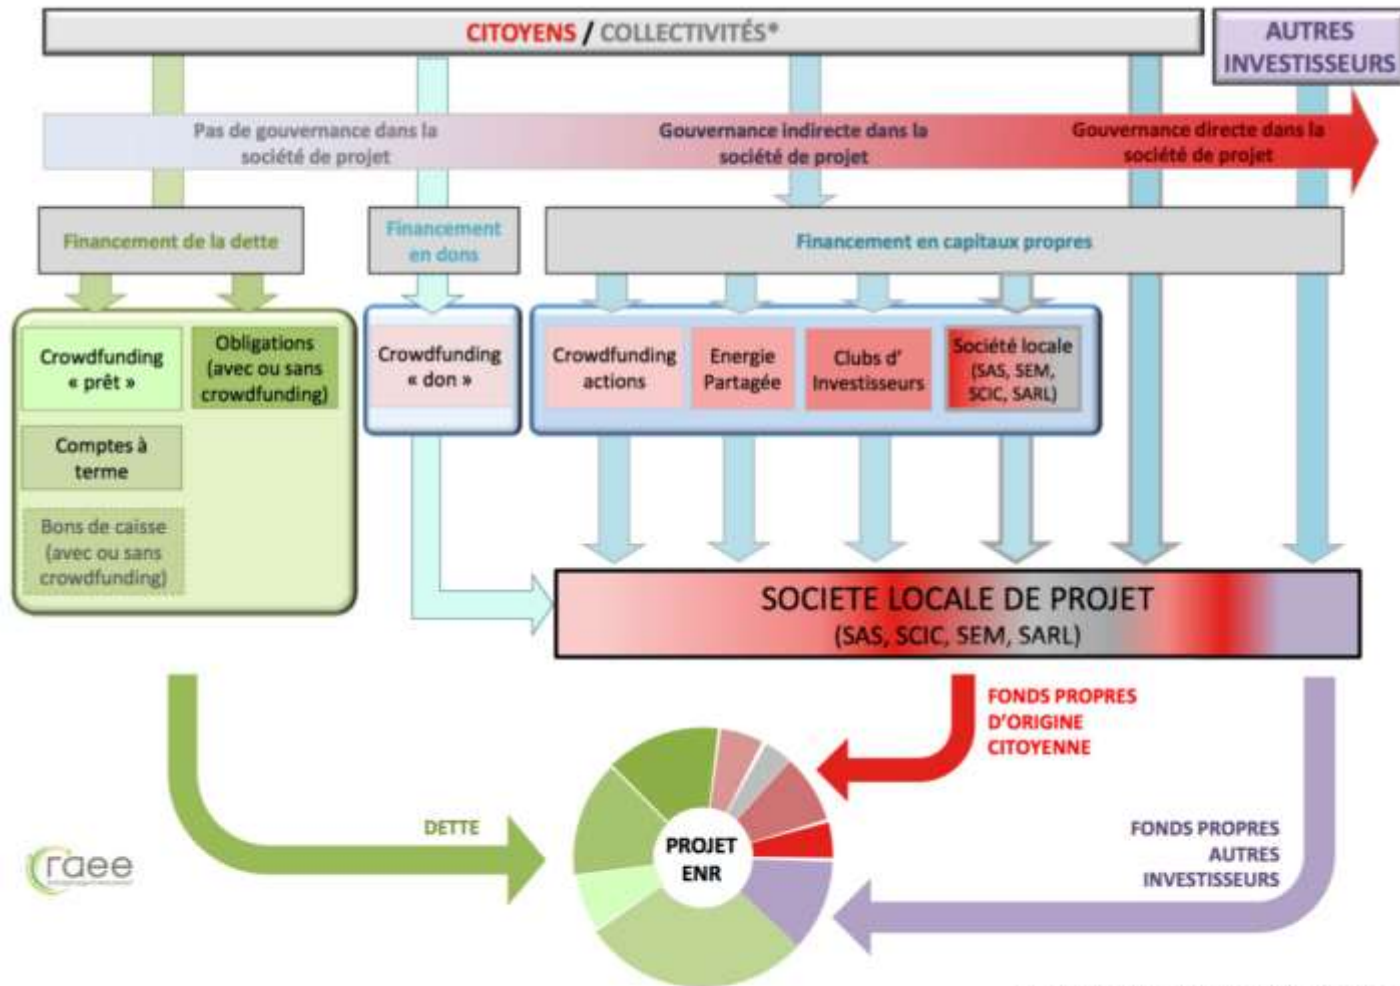 CITOYENS / COLLECTIVITÉS*
AUTRES
INVESTISSEURS
Pas de gouvernance dans la
société de projet
Gouvernance indirecte dans la
société de projet
Gouvernance directe dans la
société de projet
Financement de la dette
Financement
en dons
Financement en capitaux propres
Crowdfunding
« prêt »
Obligations
(avec ou sans
crowdfunding)
Comptes à
terme
Bons de caisse
(avec ou sans
crowdfunding)
Crowdfunding
« don »
Crowdfunding
actions
Energie
Partagée
Clubs d'
Investisseurs
Société locale
(SAS, SEM,
SCIC, SARL)
SOCIETE LOCALE DE PROJET
(SAS, SCIC, SEM, SARL)
FONDS PROPRES
D'ORIGINE
CITOYENNE
DETTE
PROJET
ENR
FONDS PROPRES
AUTRES
INVESTISSEURS
raee